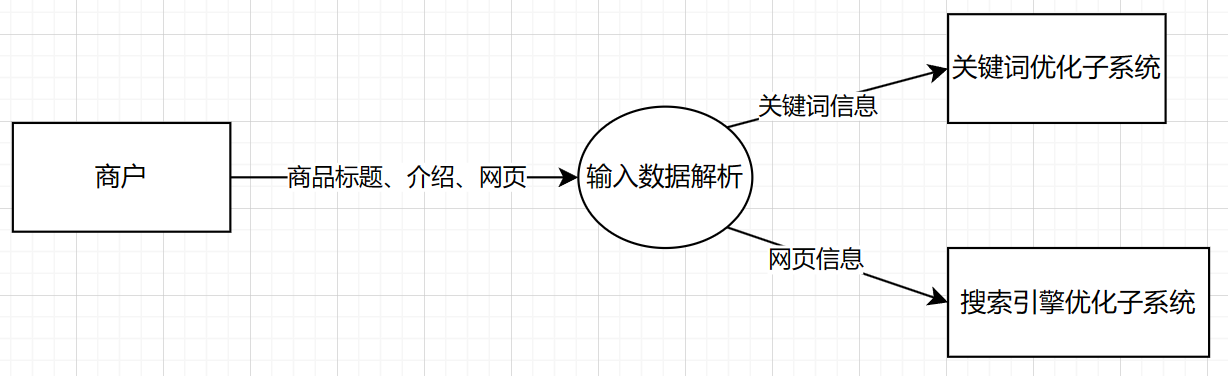 商户
商品标题、介绍、网页
输入数据解析
关键词信息
关键词优化子系统
网页信息
搜索引擎优化子系统